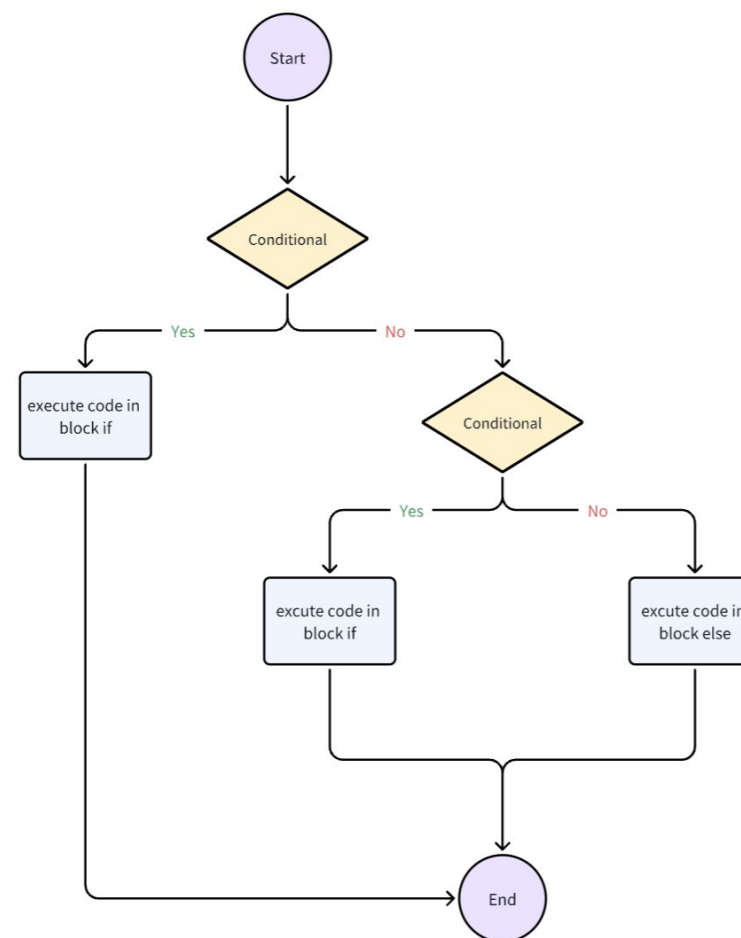 Start
Conditional
Yes
No
execute code in
block if
Conditional
Yes
No
excute code in
block if
excute code in
block else
End